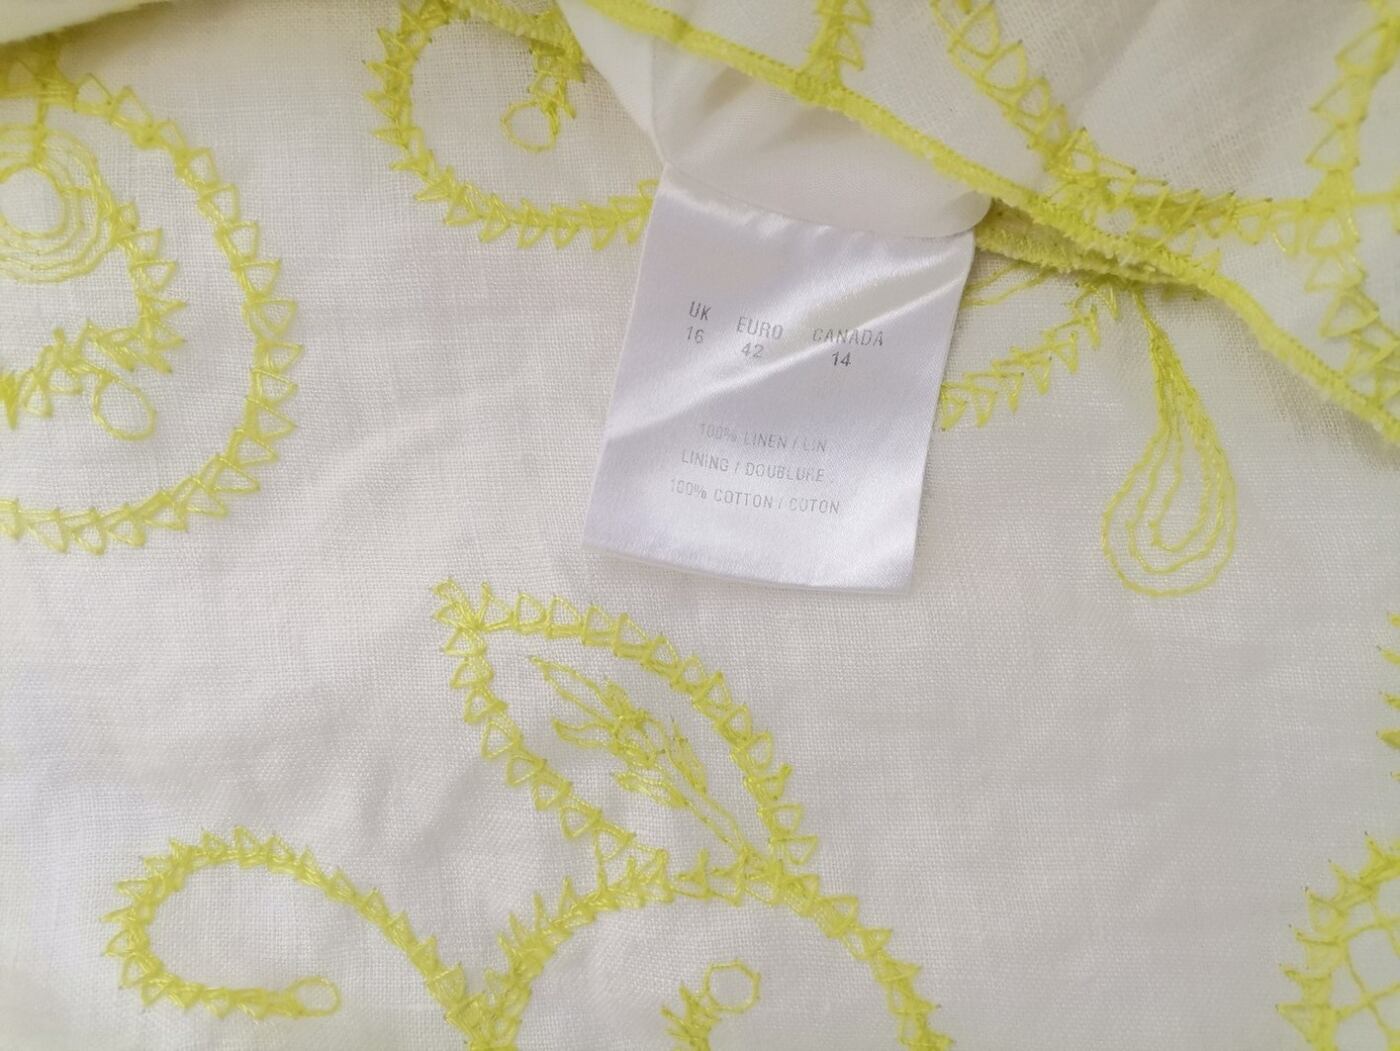 UK EURO CANADA
16 42 14
100% LINEN / LIN
LINING / DOUBLURE
100% COTTON / COTON